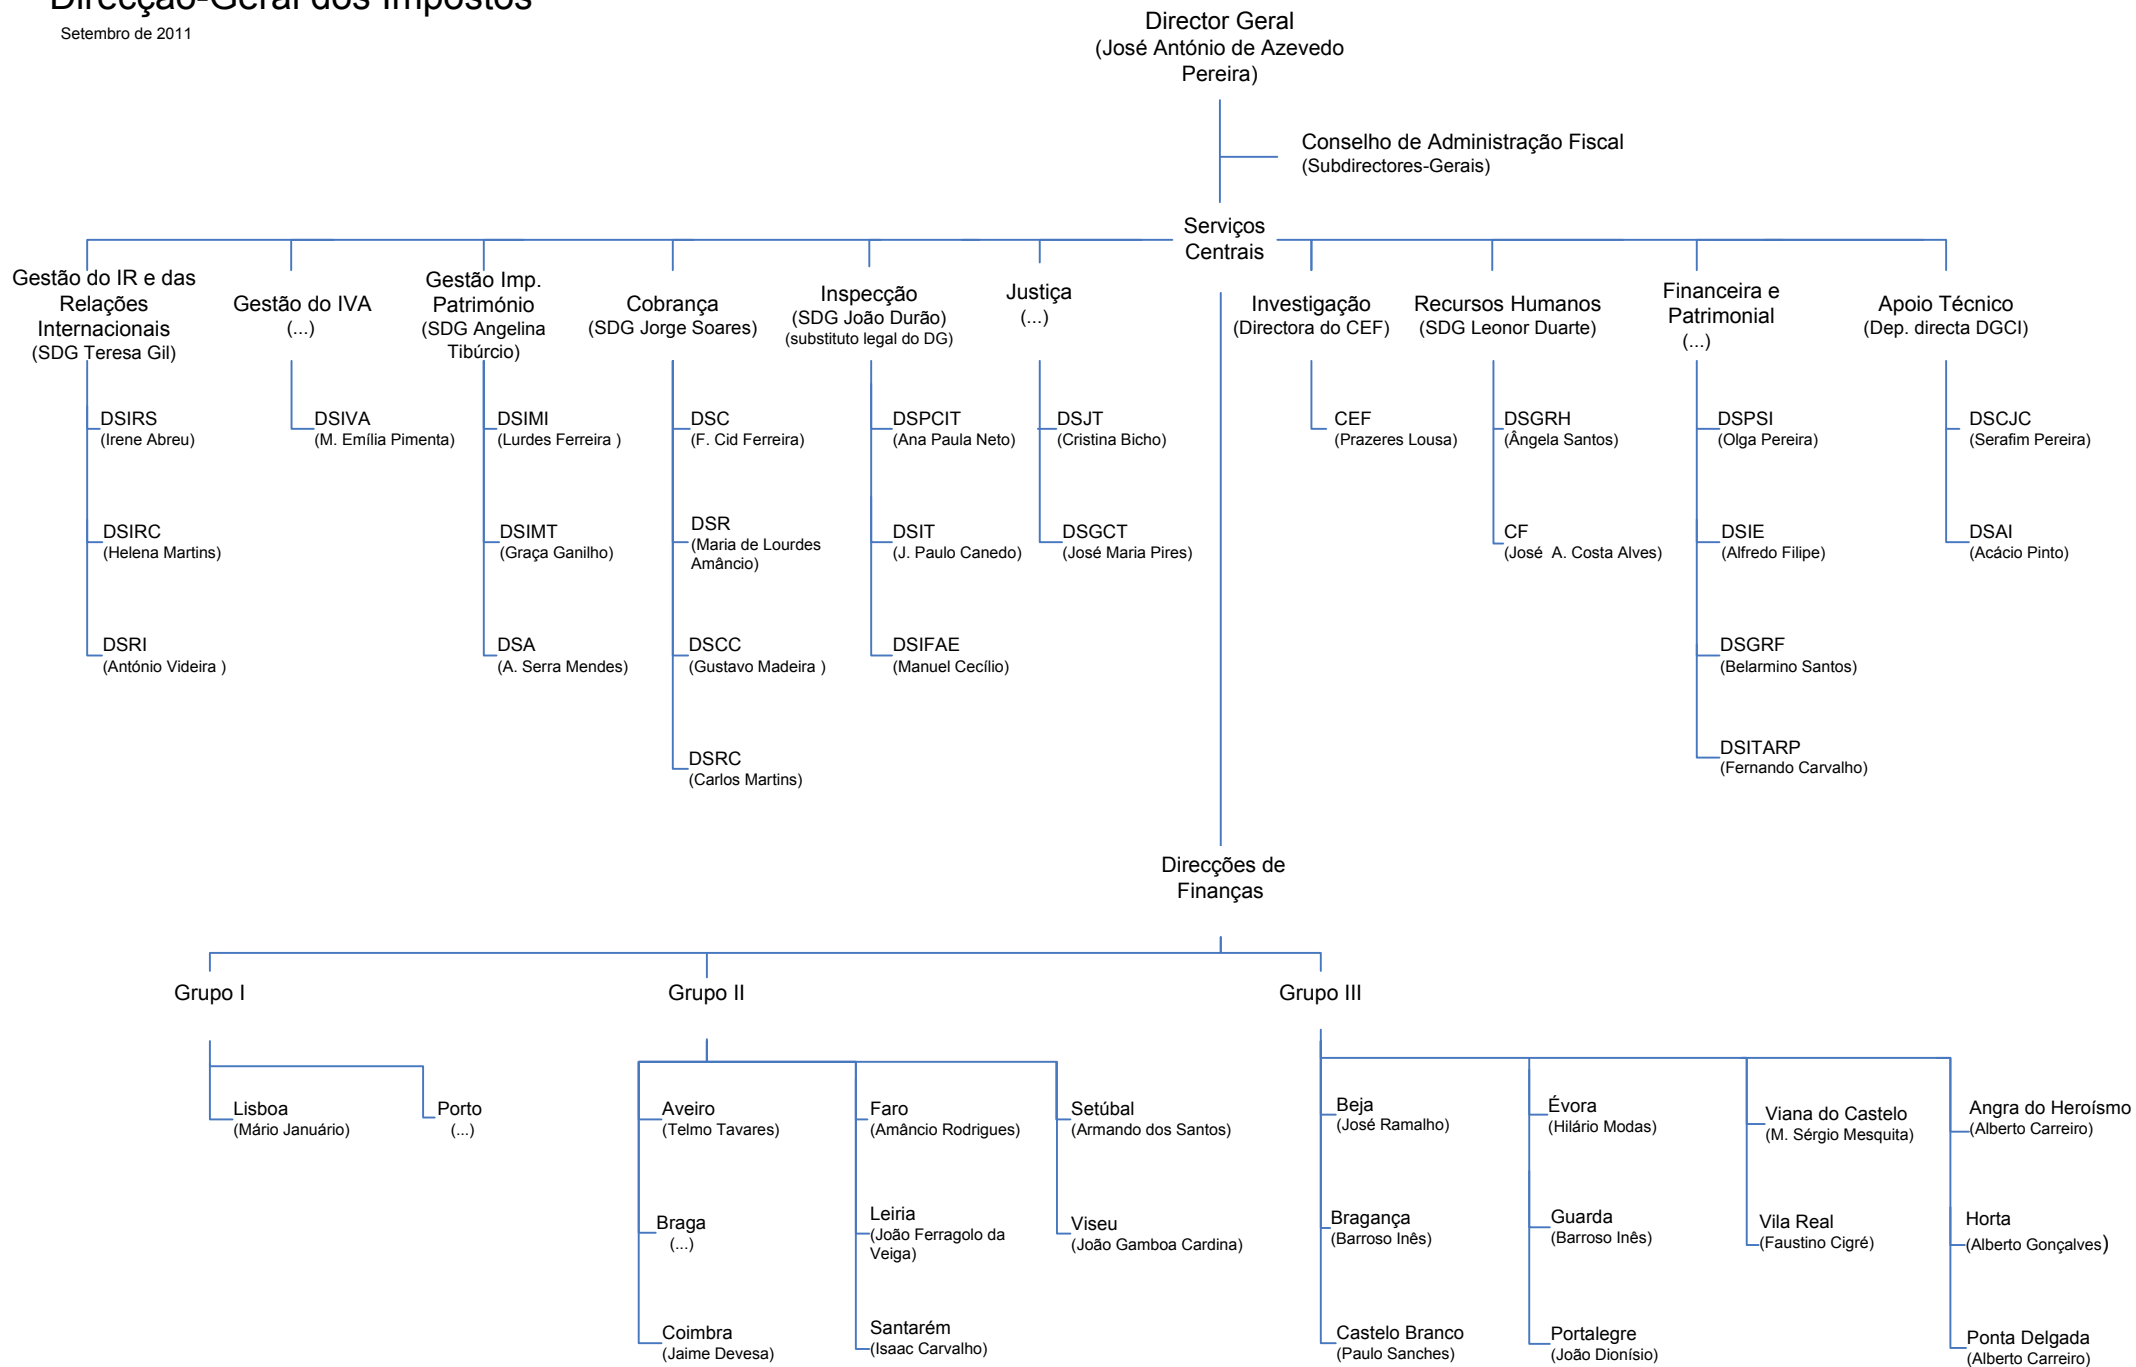 Direcção-Geral dos Impostos
Setembro de 2011
Director Geral
(José António de Azevedo
Pereira)
Conselho de Administração Fiscal
(Subdirectores-Gerais)
Serviços
Centrais
Gestão do IR e das
Relações
Internacionais
(SDG Teresa Gil)
Gestão do IVA
(...)
Gestão Imp.
Património
(SDG Angelina
Tibúrcio)
Cobrança
(SDG Jorge Soares)
Inspecção
(SDG João Durão)
(substituto legal do DG)
Justiça
(...)
Investigação
(Directora do CEF)
Recursos Humanos
(SDG Leonor Duarte)
Financeira e
Patrimonial
(...)
Apoio Técnico
(Dep. directa DGCI)
DSIRS
(Irene Abreu)
DSIVA
(M. Emília Pimenta)
DSIMI
(Lurdes Ferreira )
DSC
(F. Cid Ferreira)
DSPCIT
(Ana Paula Neto)
DSJT
(Cristina Bicho)
CEF
(Prazeres Lousa)
DSGRH
(Ângela Santos)
DSPSI
(Olga Pereira)
DSCJC
(Serafim Pereira)
DSIRC
(Helena Martins)
DSIMT
(Graça Ganilho)
DSR
(Maria de Lourdes
Amâncio)
DSIT
(J. Paulo Canedo)
DSGCT
(José Maria Pires)
CF
(José  A. Costa Alves)
DSIE
(Alfredo Filipe)
DSAI
(Acácio Pinto)
DSRI
(António Videira )
DSA
(A. Serra Mendes)
DSCC
(Gustavo Madeira )
DSIFAE
(Manuel Cecílio)
DSGRF
(Belarmino Santos)
DSRC
(Carlos Martins)
DSITARP
(Fernando Carvalho)
Direcções de
Finanças
Grupo I
Grupo II
Grupo III
Lisboa
(Mário Januário)
Porto
(...)
Aveiro
(Telmo Tavares)
Faro
(Amâncio Rodrigues)
Setúbal
(Armando dos Santos)
Beja
(José Ramalho)
Évora
(Hilário Modas)
Viana do Castelo
(M. Sérgio Mesquita)
Angra do Heroísmo
(Alberto Carreiro)
Braga
(...)
Leiria
(João Ferragolo da
Veiga)
Viseu
(João Gamboa Cardina)
Bragança
(Barroso Inês)
Guarda
(Barroso Inês)
Vila Real
(Faustino Cigré)
Horta
(Alberto Gonçalves)
Coimbra
(Jaime Devesa)
Santarém
(Isaac Carvalho)
Castelo Branco
(Paulo Sanches)
Portalegre
(João Dionísio)
Ponta Delgada
(Alberto Carreiro)